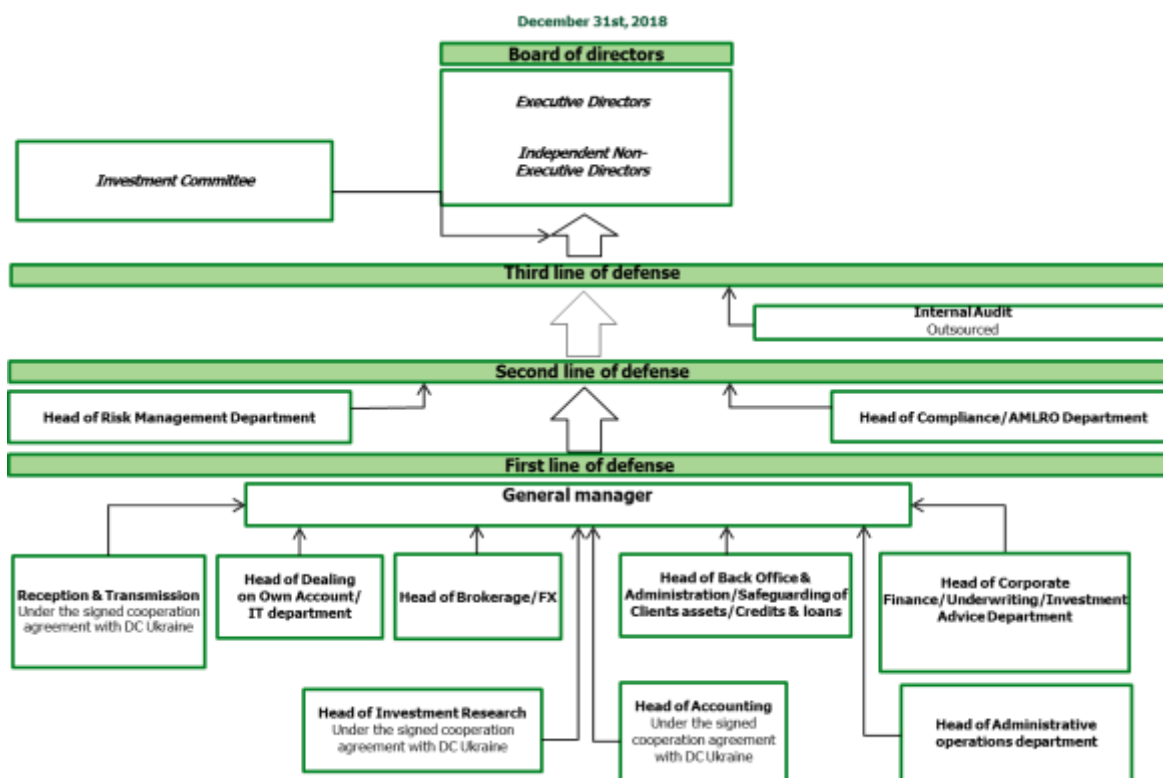 December 31st, 2018
Board of directors
Executive Directors
Independent Non-
Executive Directors
Investment Committee
Third line of defense
Internal Audit
Outsourced
Second line of defense
Head of Risk Management Department
Head of Compliance/AMLRO Department
First line of defense
General manager
Reception & Transmission
Under the signed cooperation
agreement with DC Ukraine
Head of Dealing
on Own Account/
IT department
Head of Brokerage/FX
Head of Back Office &
Administration/Safeguarding of
Clients assets/Credits & loans
Head of Corporate
Finance/Underwriting/Investment
Advice Department
Head of Investment Research
Under the signed cooperation
agreement with DC Ukraine
Head of Accounting
Under the signed
cooperation agreement
with DC Ukraine
Head of Administrative
operations department